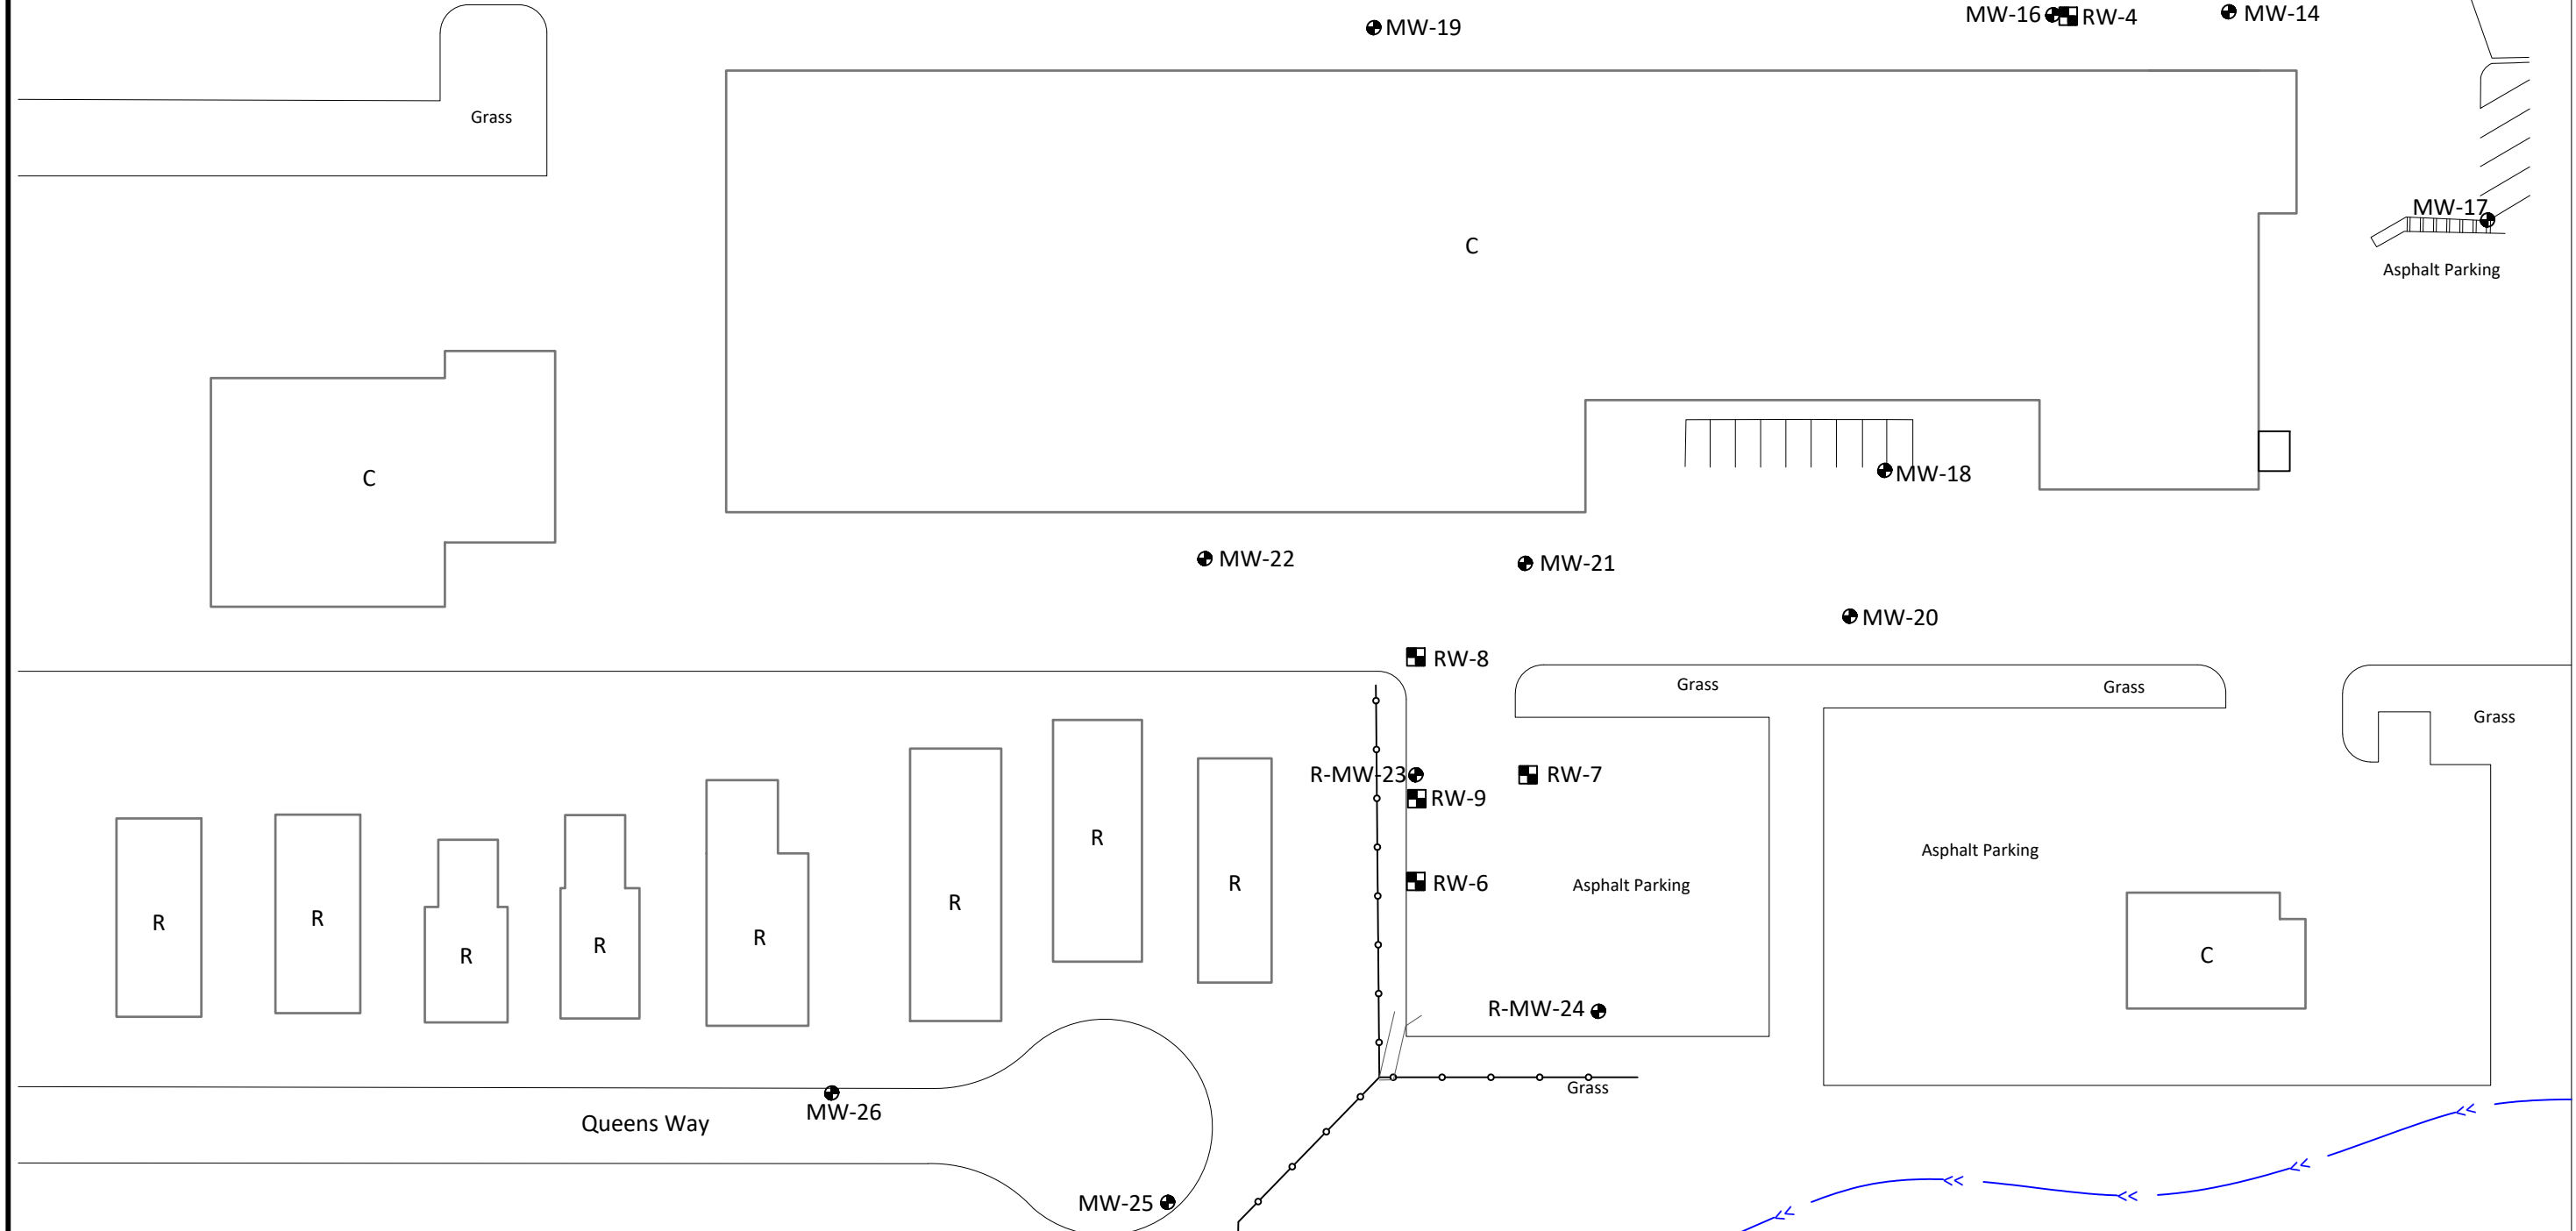 MW-19
MW-16
RW-4
MW-14
Grass
MW-17
C
Asphalt Parking
C
MW-18
MW-22
MW-21
MW-20
RW-8
Grass
Grass
Grass
R-MW-23
RW-7
RW-9
R
Asphalt Parking
RW-6
R
Asphalt Parking
R
R
R
R
R
R
C
R
R-MW-24
Grass
MW-26
Queens Way
MW-25